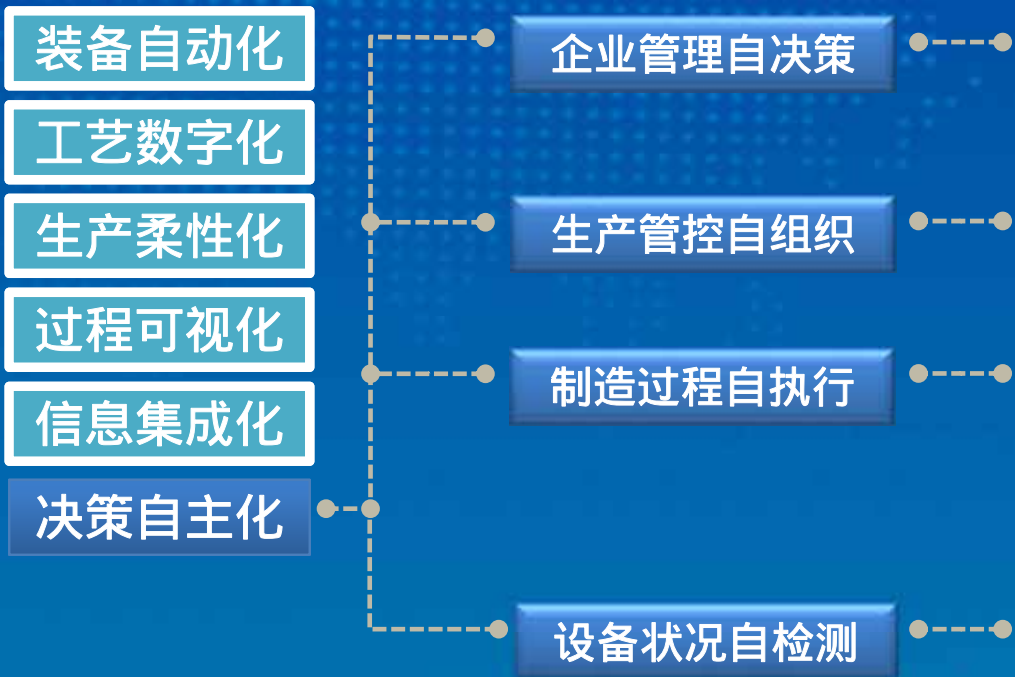 装备自动化
工艺数字化
生产柔性化
过程可视化
信息集成化
决策自主化
企业管理自决策
生产管控自组织
制造过程自执行
设备状况自检测